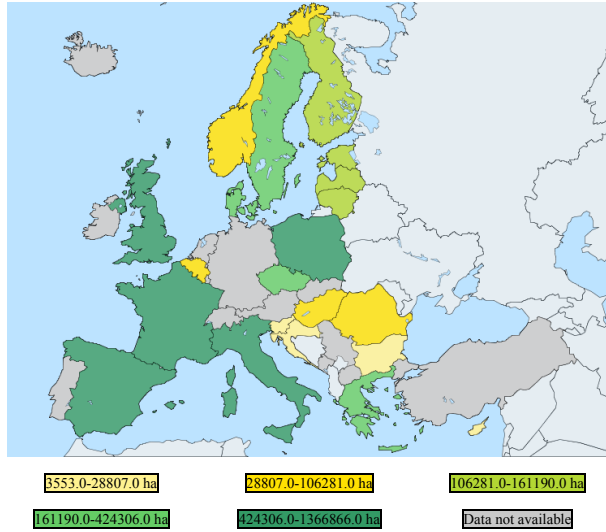 3553.0-28807.0 ha
28807.0-106281.0 ha
106281.0-161190.0 ha
161190.0-424306.0 ha
424306.0-1366866.0 ha
Data not available